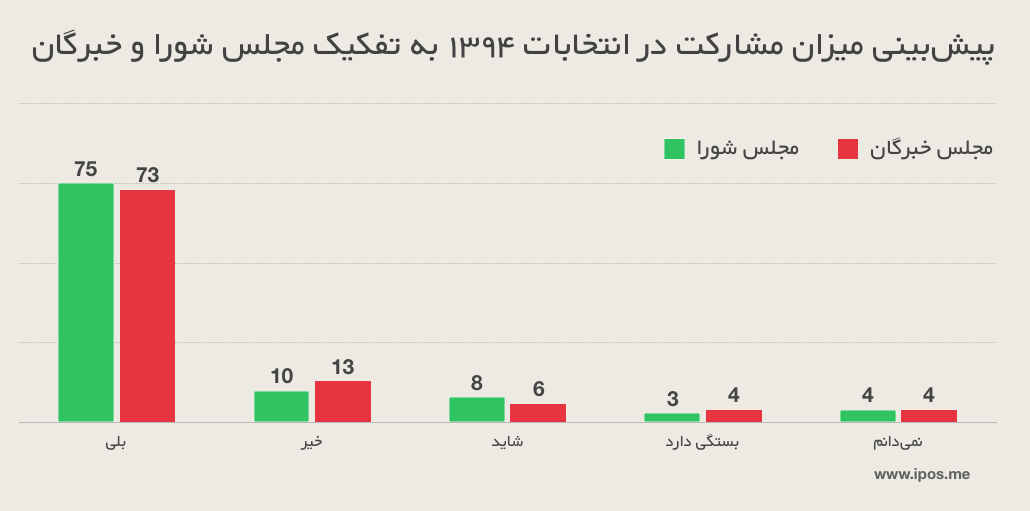 پیش‌بینی میزان مشارکت در انتخابات ۱۳۹۴ به تفکیک مجلس شورا و خبرگان
مجلس خبرگان
مجلس شورا
75
73
10
13
8
6
3
4
4
4
بلی
خیر
شاید
بستگی دارد
نمی‌دانم
www.ipos.me